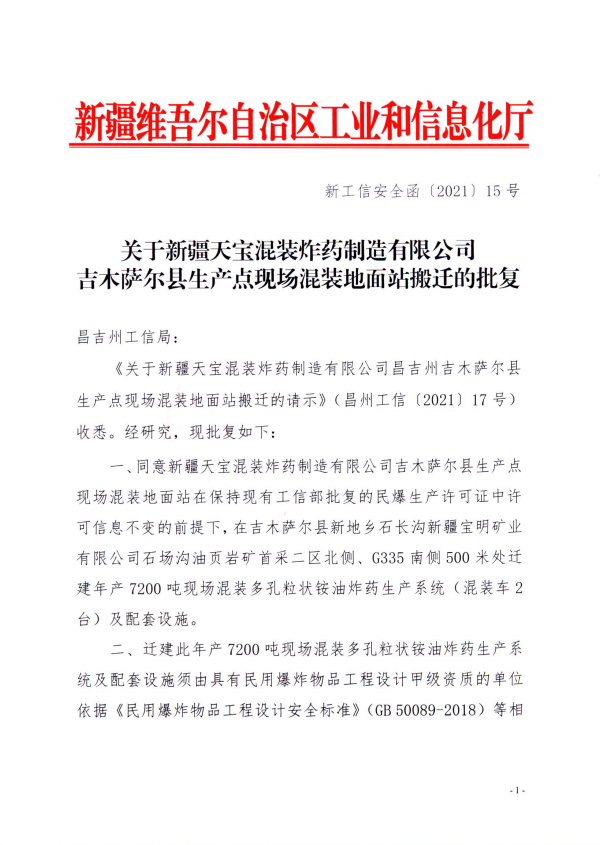 新疆维吾尔自治区工业和信息化厅
新工信安全函〔2021〕15号
关于新疆天宝混装炸药制造有限公司
吉木萨尔县生产点现场混装地面站搬迁的批复
昌吉州工信局：
《关于新疆天宝混装炸药制造有限公司昌吉州吉木萨尔县
生产点现场混装地面站搬迁的请示》（昌州工信〔2021〕17号）
收悉。经研究，现批复如下：
一、同意新疆天宝混装炸药制造有限公司吉木萨尔县生产点
现场混装地面站在保持现有工信部批复的民爆生产许可证中许
可信息不变的前提下，在吉木萨尔县新地乡石长沟新疆宝明矿业
有限公司石场沟油页岩矿首采二区北侧、G335南侧500米处迁
建年产7200吨现场混装多孔粒状铵油炸药生产系统（混装车2
台）及配套设施。
二、迁建此年产7200吨现场混装多孔粒状铵油炸药生产系
统及配套设施须由具有民用爆炸物品工程设计甲级资质的单位
依据《民用爆炸物品工程设计安全标准》（GB 50089-2018）等相
-1-